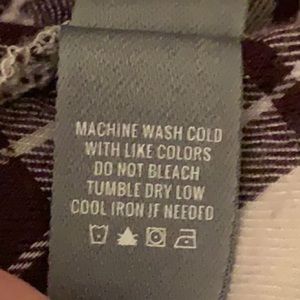 MACHINE WASH COLD
WITH LIKE COLORS
DO NOT BLEACH
TUMBLE DRY LOW
COOL IRON IF NEEDED